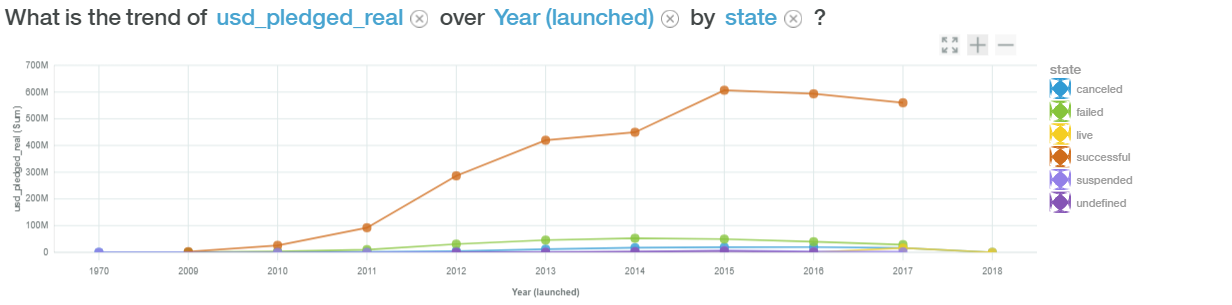 What is the trend of usd_pledged_real over Year (launched) by state ?
700M
600M
500M
400M
300M
200M
100M
0
usd_pledged_real (Sum)
1970 2009 2010 2011 2012 2013 2014 2015 2016 2017 2018
Year (launched)
state
canceled
failed
live
successful
suspended
undefined